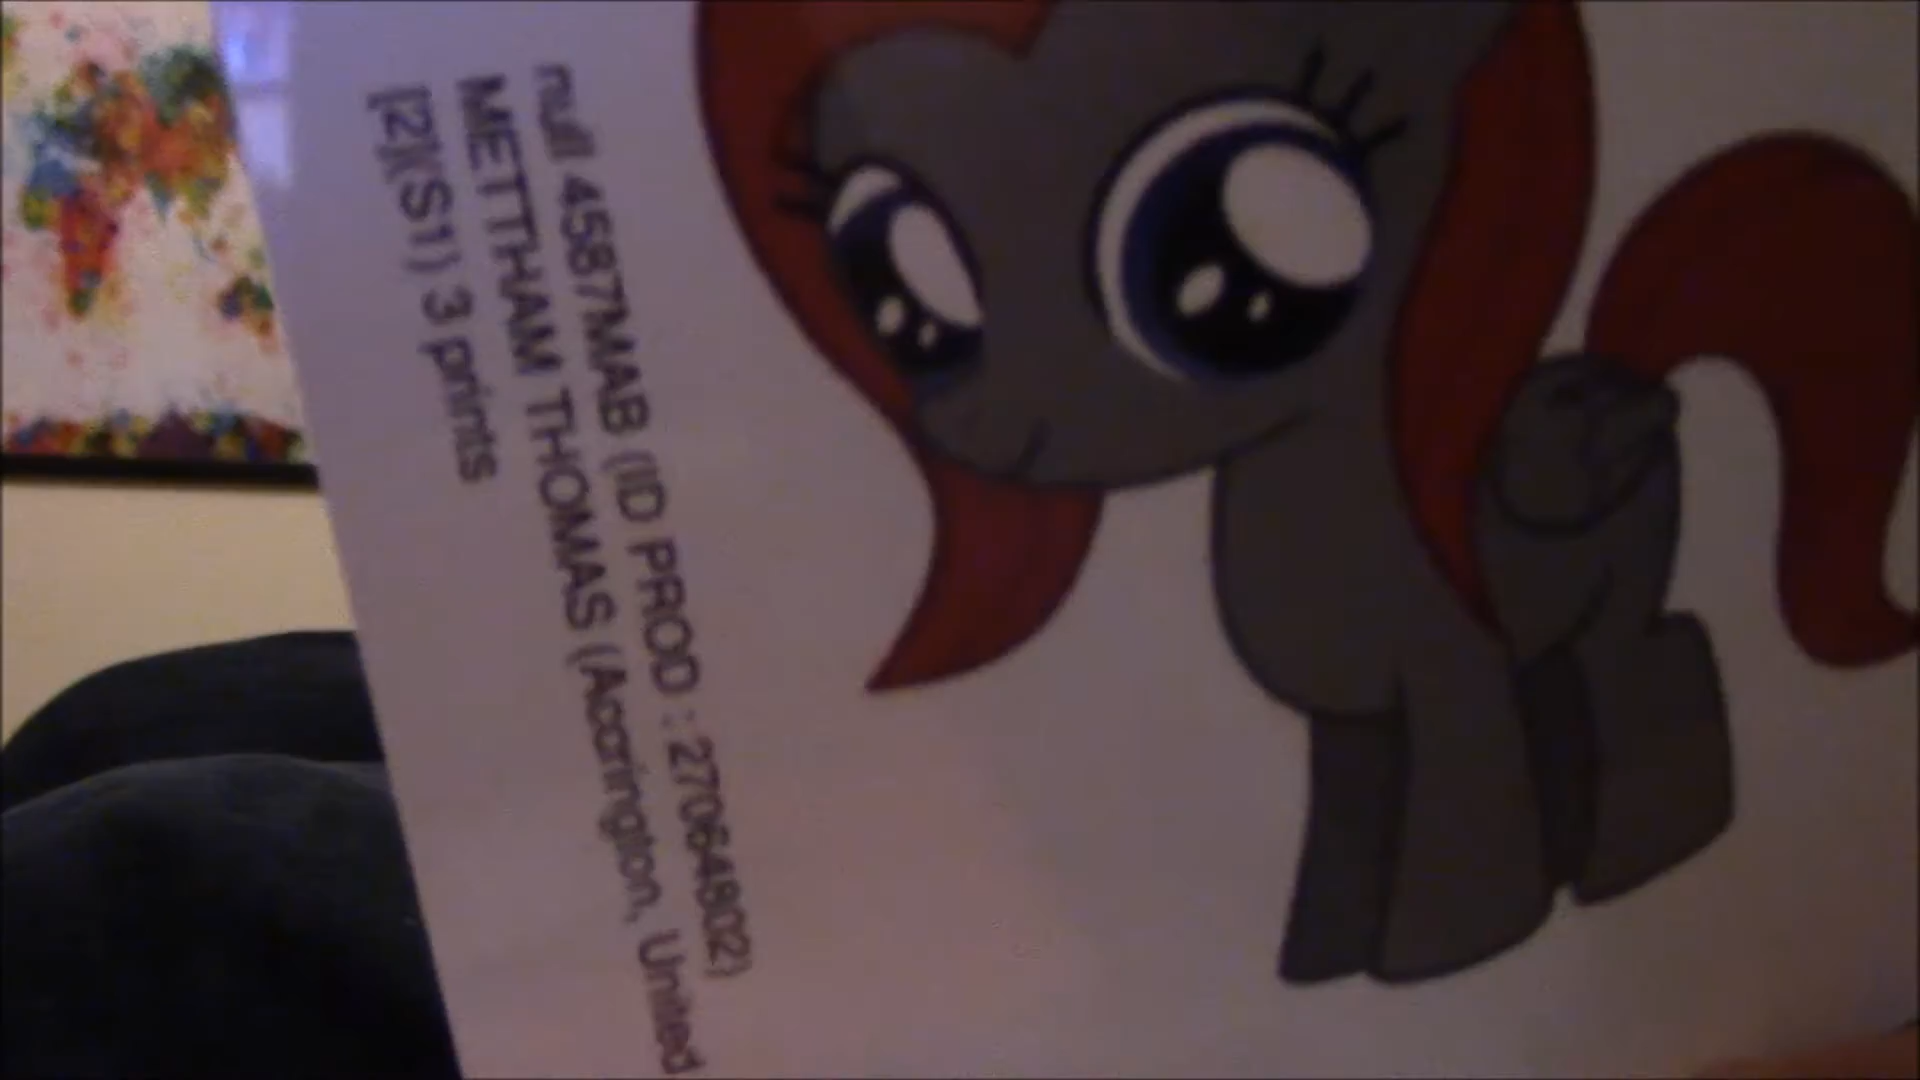 null 4587MAB (ID PROD : 27064802)
METTHAM THOMAS (Accrington, United
[2](S1) 3 prints